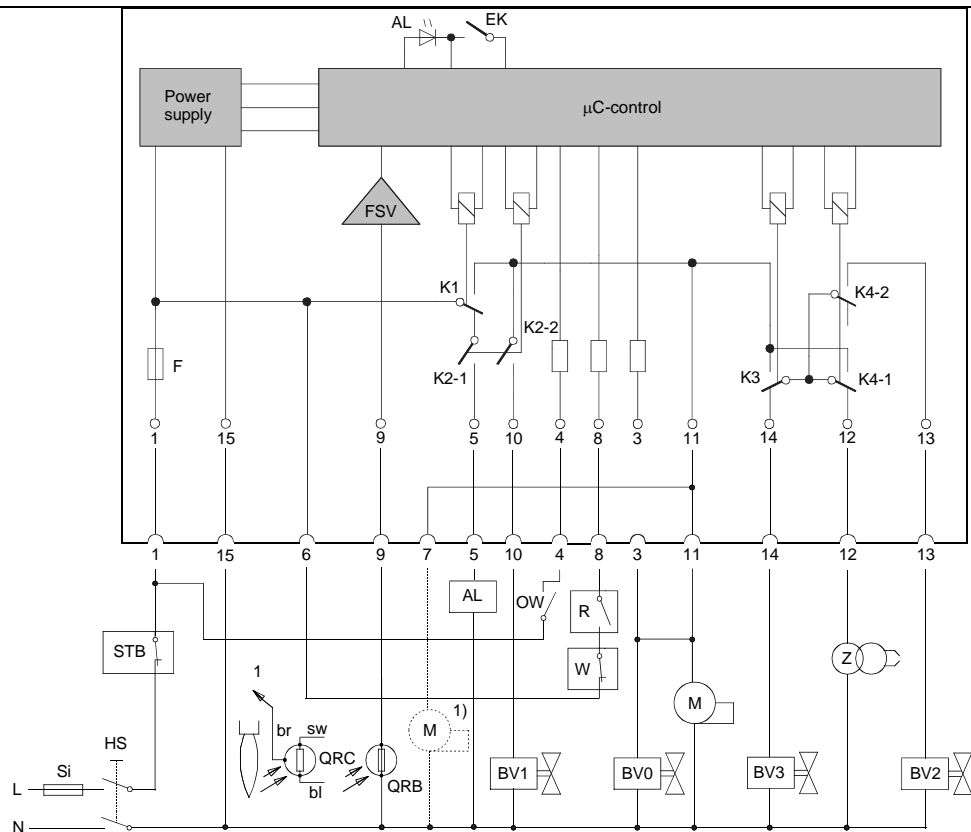 AL EK
Power
supply
µC-control
FSV
K1
K4-2
K2-2
F
K2-1
K3
K4-1
1 15 9 5 10 4 8 3 11 14 12 13
1 15 6 9 7 5 10 4 8 3 11 14 12 13
AL
OW
R
STB
W
Z
1
1)
M
M
br
sw
HS
QRC
Si
bl
QRB
BV1
BV0
BV3
BV2
L
N